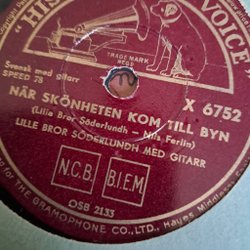 "HIS
VOICE
TRADE MARK
Svensk med Gitarr
SPEED 78
X 6752
NÄR SKÖNHETEN KOM TILL BYN
(Lille Bror Söderlundh - Nils Ferlin)
LILLE BROR SÖDERLUNDH MED GITARR
N.C.B.
B.I.E.M.
OSB 2133
THE GRAMOPHONE CO., LTD., Hayes